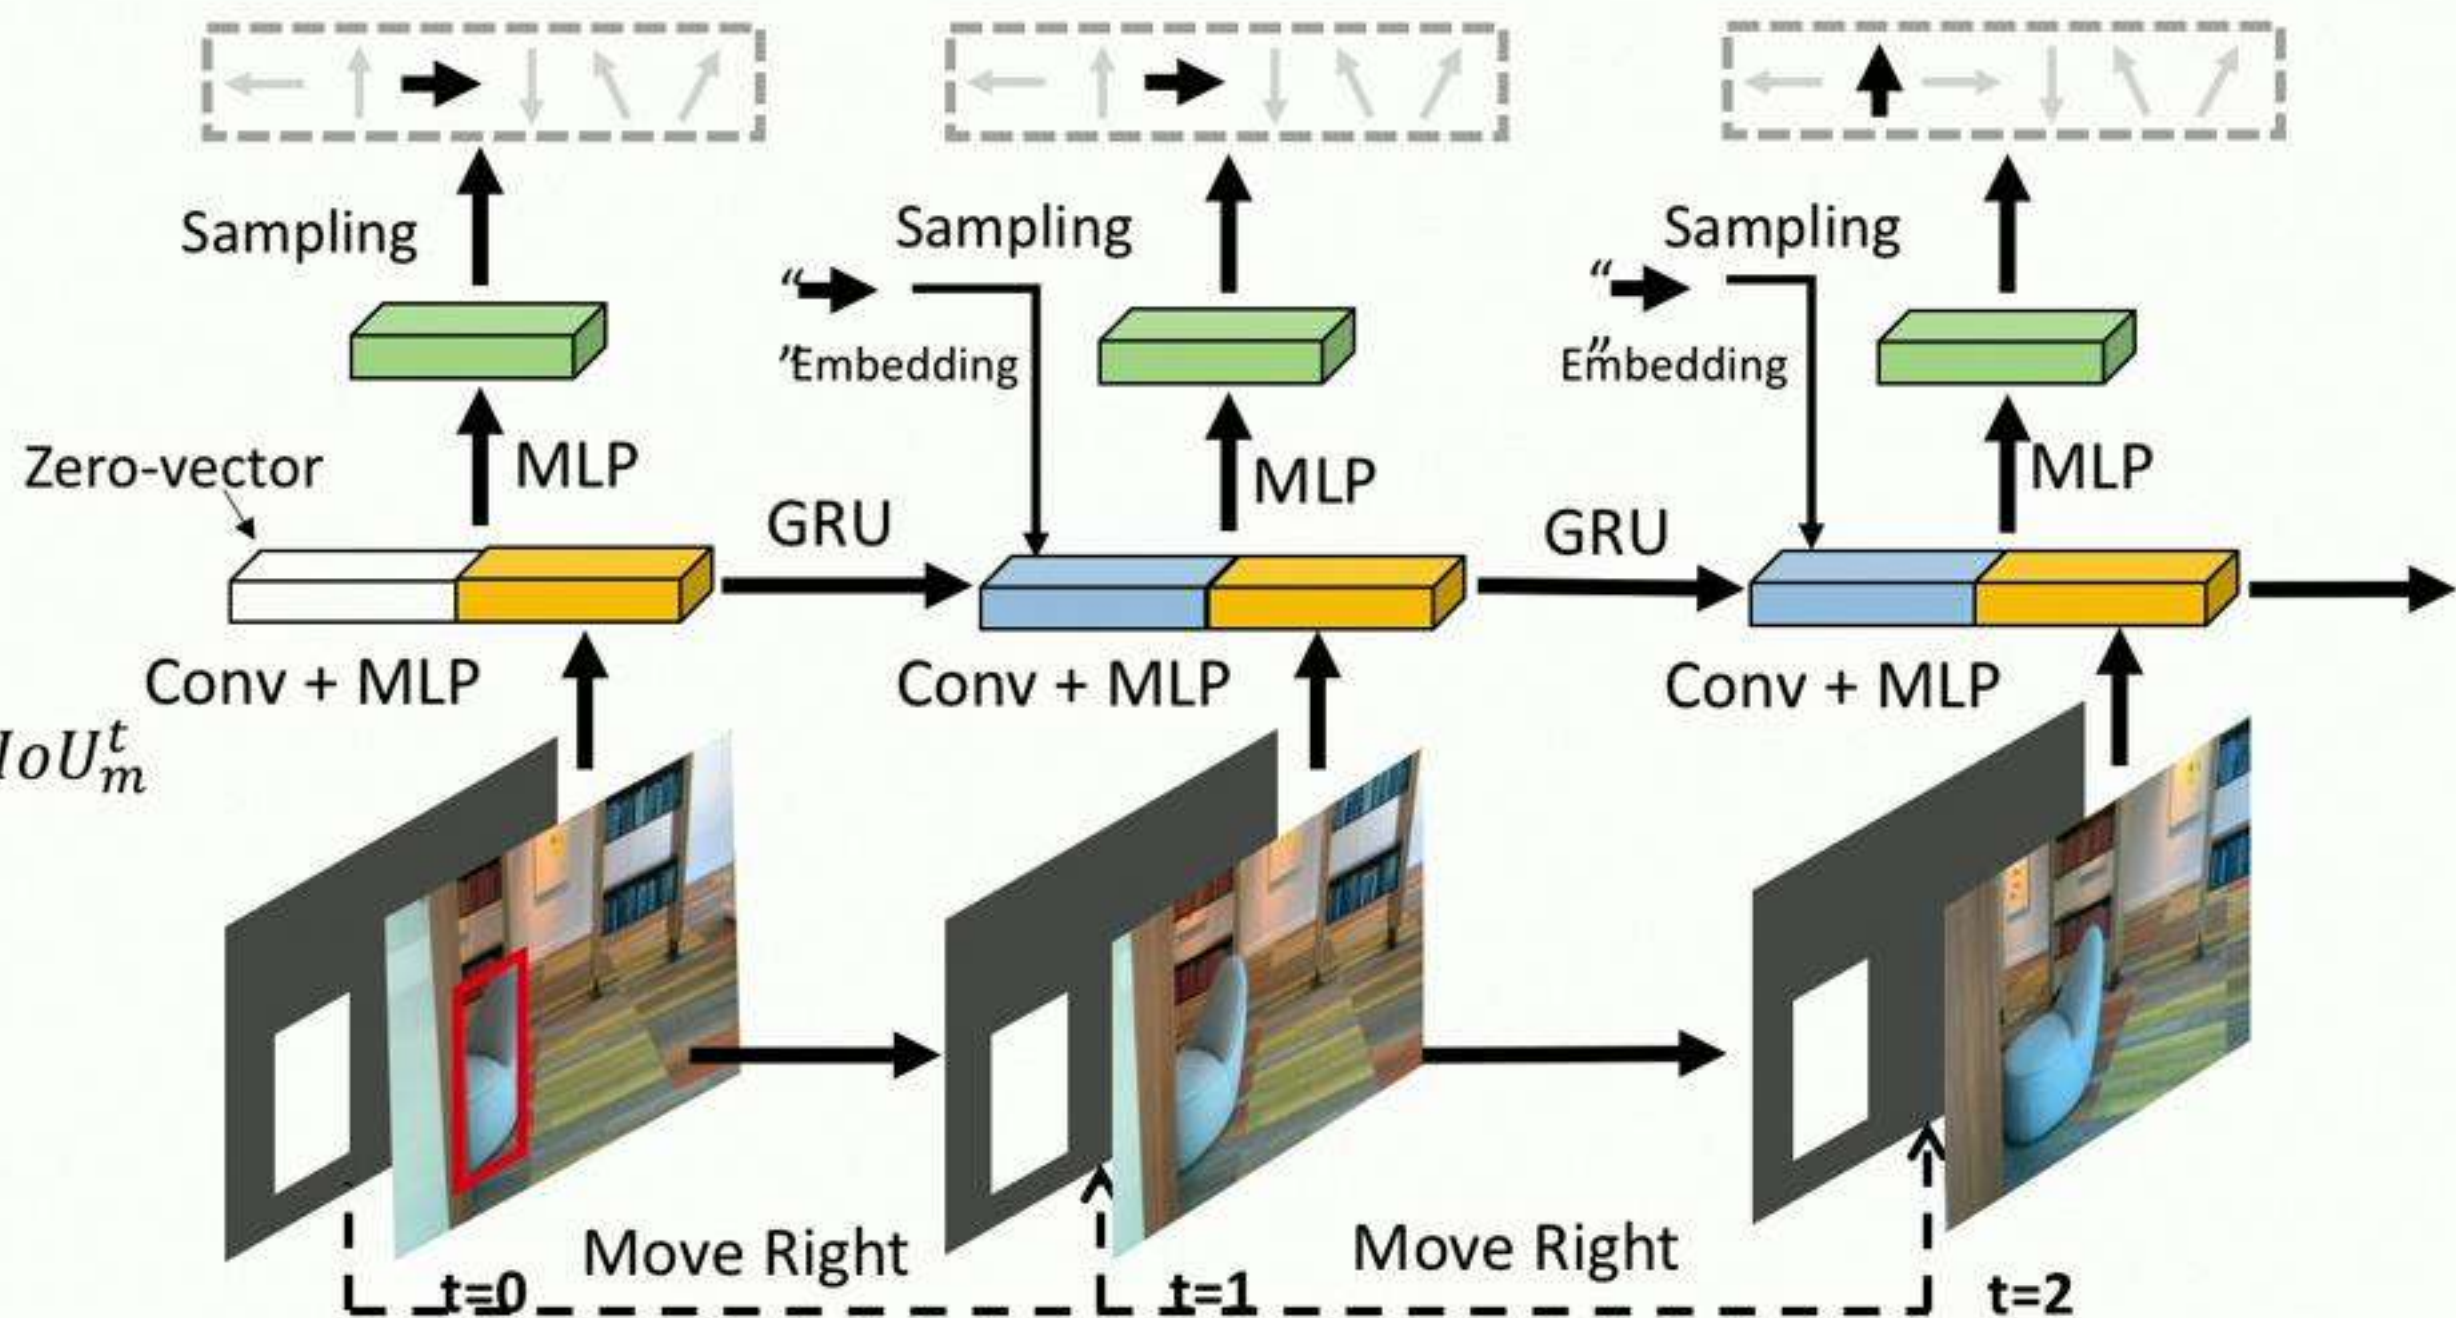 Sampling
Sampling
Sampling
“
“
”Embedding
”
Embedding
Zero-vector
MLP
MLP
MLP
GRU
GRU
Conv + MLP
Conv + MLP
Conv + MLP
IoU_m^t
Move Right
Move Right
t=0
t=1
t=2